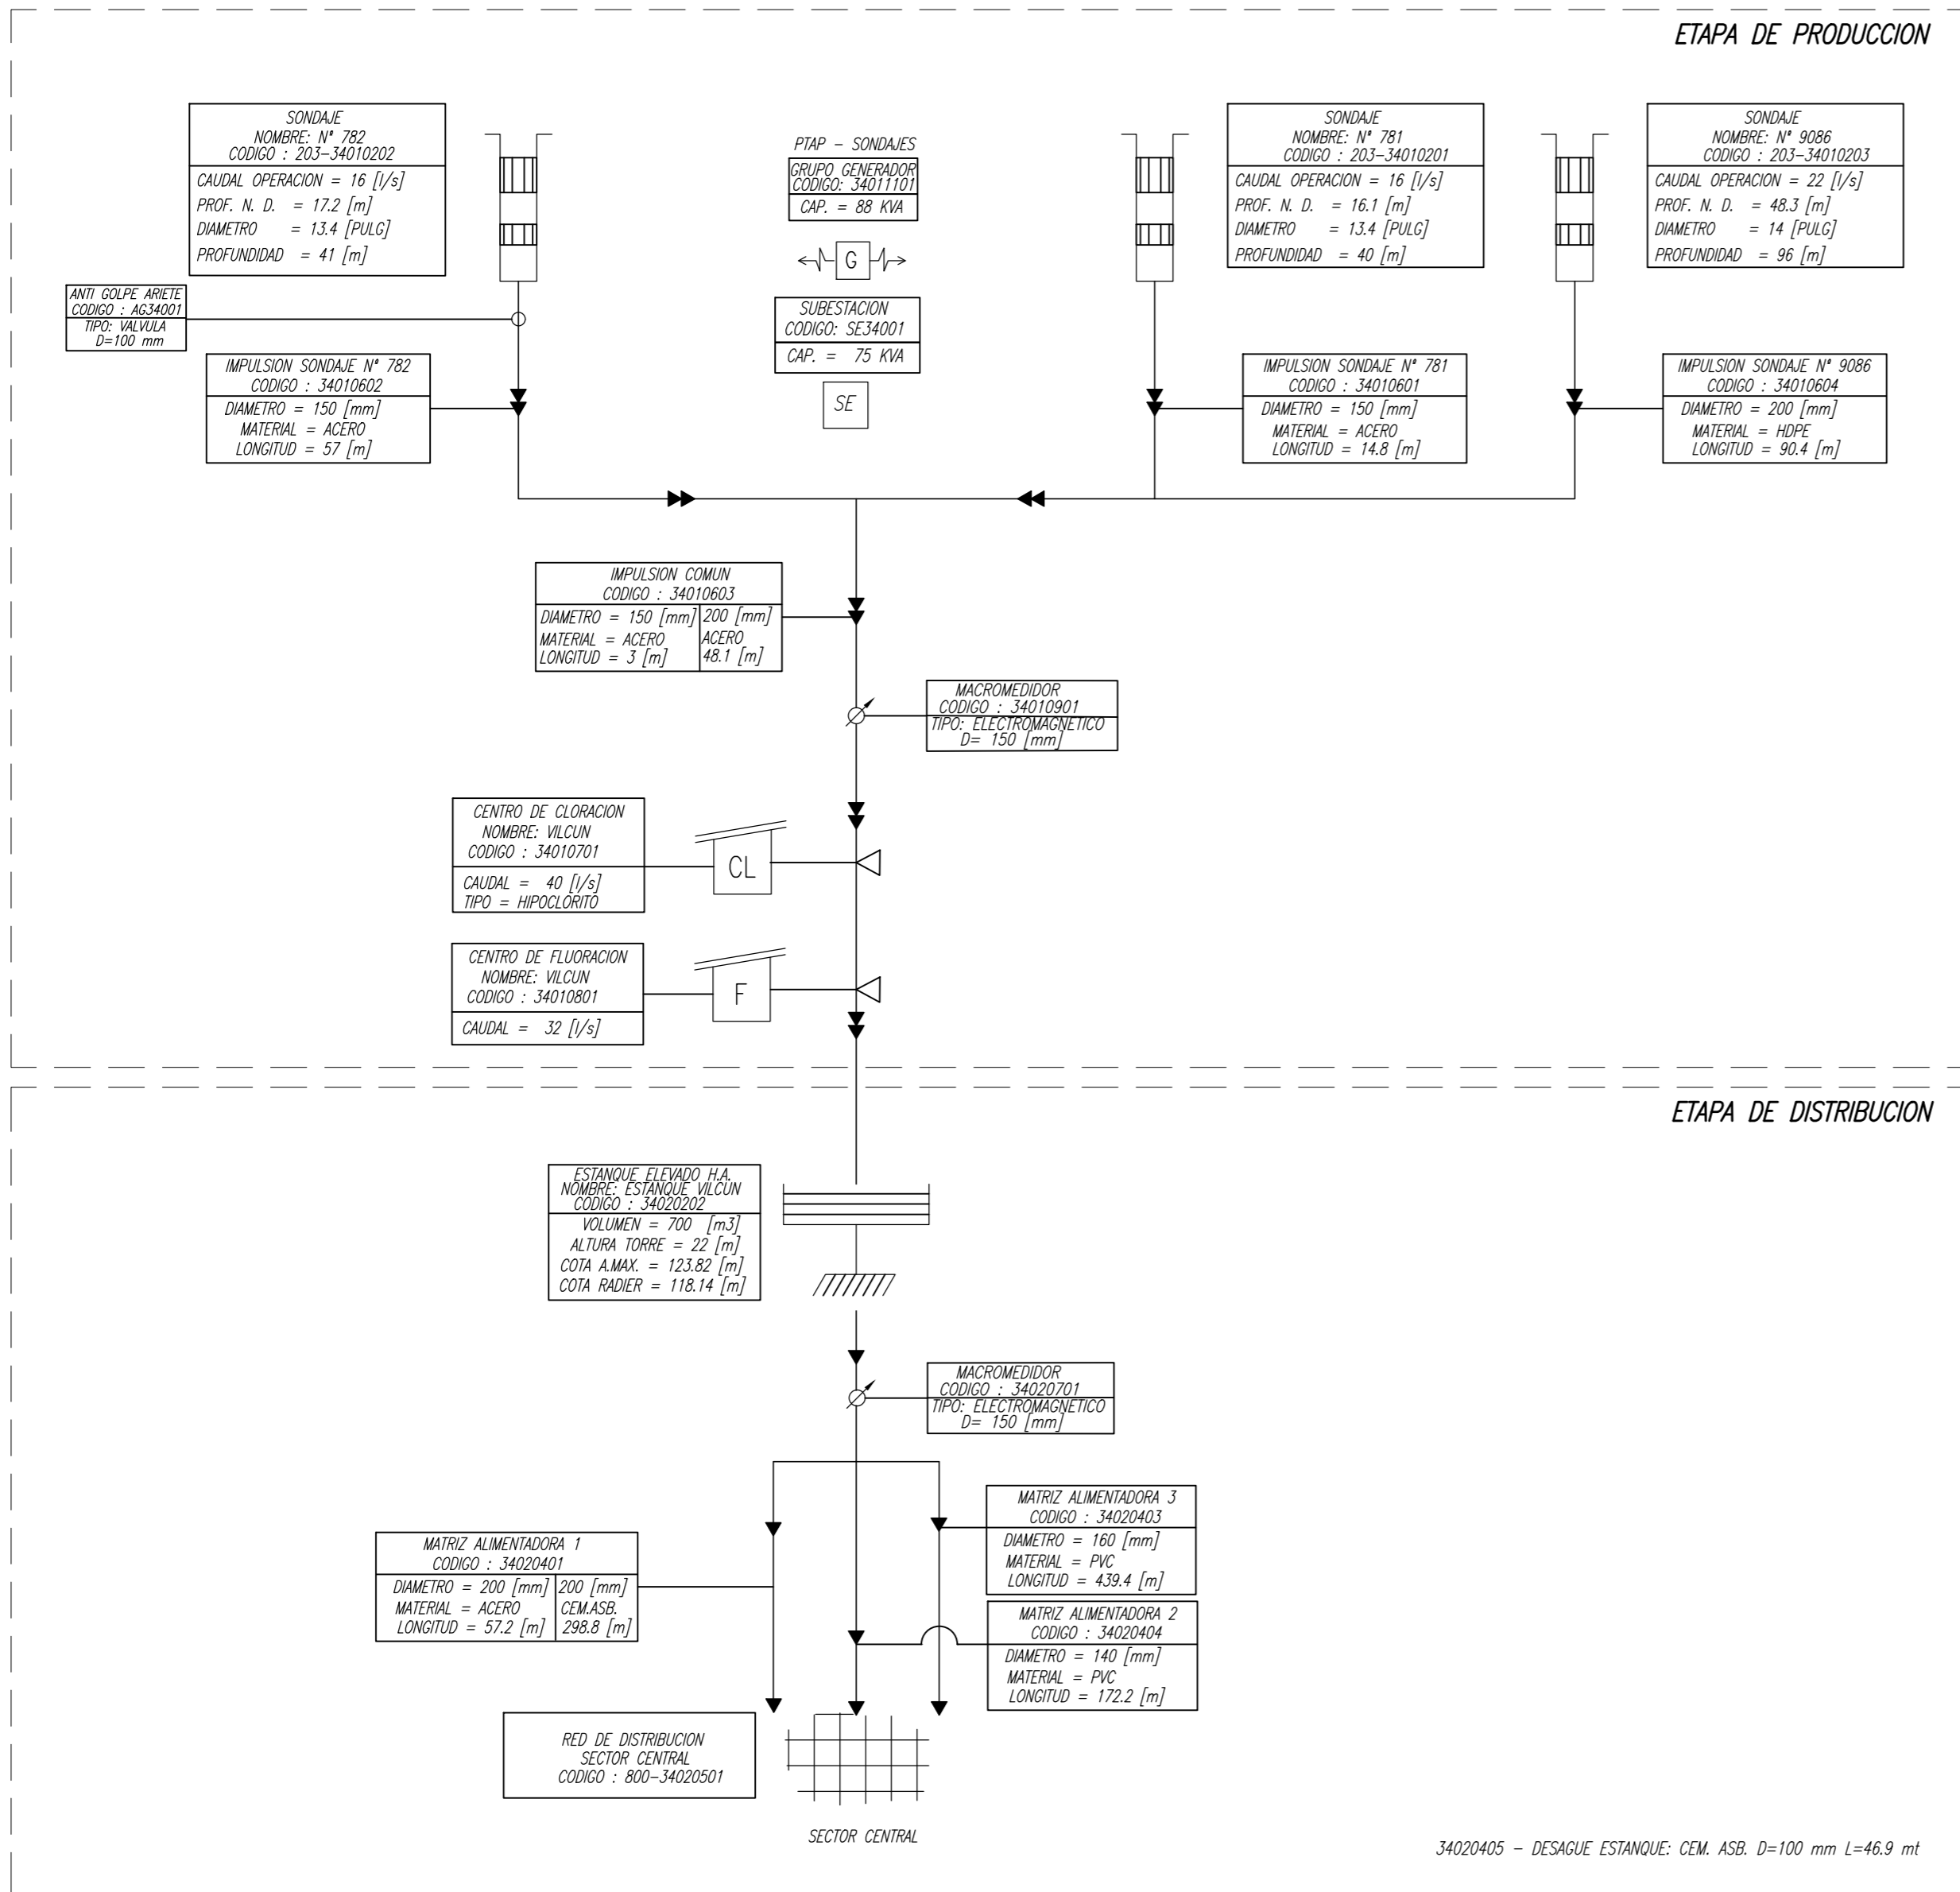 ETAPA DE PRODUCCION
SONDAJE
NOMBRE: Nº 782
CODIGO : 203-34010202
CAUDAL OPERACION = 16 [l/s]
PROF. N. D. = 17.2 [m]
DIAMETRO = 13.4 [PULG]
PROFUNDIDAD = 41 [m]
PTAP - SONDAJES
GRUPO GENERADOR
CODIGO: 34011101
CAP. = 88 KVA
G
SUBESTACION
CODIGO: SE34001
CAP. = 75 KVA
SE
SONDAJE
NOMBRE: Nº 781
CODIGO : 203-34010201
CAUDAL OPERACION = 16 [l/s]
PROF. N. D. = 16.1 [m]
DIAMETRO = 13.4 [PULG]
PROFUNDIDAD = 40 [m]
SONDAJE
NOMBRE: Nº 9086
CODIGO : 203-34010203
CAUDAL OPERACION = 22 [l/s]
PROF. N. D. = 48.3 [m]
DIAMETRO = 14 [PULG]
PROFUNDIDAD = 96 [m]
ANTI GOLPE ARIETE
CODIGO : AG34001
TIPO: VALVULA
D=100 mm
IMPULSION SONDAJE Nº 782
CODIGO : 34010602
DIAMETRO = 150 [mm]
MATERIAL = ACERO
LONGITUD = 57 [m]
IMPULSION SONDAJE Nº 781
CODIGO : 34010601
DIAMETRO = 150 [mm]
MATERIAL = ACERO
LONGITUD = 14.8 [m]
IMPULSION SONDAJE Nº 9086
CODIGO : 34010604
DIAMETRO = 200 [mm]
MATERIAL = HDPE
LONGITUD = 90.4 [m]
IMPULSION COMUN
CODIGO : 34010603
DIAMETRO = 150 [mm] 200 [mm]
MATERIAL = ACERO ACERO
LONGITUD = 3 [m] 48.1 [m]
MACROMEDIDOR
CODIGO : 34010901
TIPO: ELECTROMAGNETICO
D= 150 [mm]
CENTRO DE CLORACION
NOMBRE: VILCUN
CODIGO : 34010701
CAUDAL = 40 [l/s]
TIPO = HIPOCLORITO
CL
CENTRO DE FLUORACION
NOMBRE: VILCUN
CODIGO : 34010801
CAUDAL = 32 [l/s]
F
ETAPA DE DISTRIBUCION
ESTANQUE ELEVADO H.A.
NOMBRE: ESTANQUE VILCUN
CODIGO : 34020202
VOLUMEN = 700 [m3]
ALTURA TORRE = 22 [m]
COTA A.MAX. = 123.82 [m]
COTA RADIER = 118.14 [m]
MACROMEDIDOR
CODIGO : 34020701
TIPO: ELECTROMAGNETICO
D= 150 [mm]
MATRIZ ALIMENTADORA 3
CODIGO : 34020403
DIAMETRO = 160 [mm]
MATERIAL = PVC
LONGITUD = 439.4 [m]
MATRIZ ALIMENTADORA 1
CODIGO : 34020401
DIAMETRO = 200 [mm] 200 [mm]
MATERIAL = ACERO CEM.ASB.
LONGITUD = 57.2 [m] 298.8 [m]
MATRIZ ALIMENTADORA 2
CODIGO : 34020404
DIAMETRO = 140 [mm]
MATERIAL = PVC
LONGITUD = 172.2 [m]
RED DE DISTRIBUCION
SECTOR CENTRAL
CODIGO : 800-34020501
SECTOR CENTRAL
34020405 - DESAGUE ESTANQUE: CEM. ASB. D=100 mm L=46.9 mt